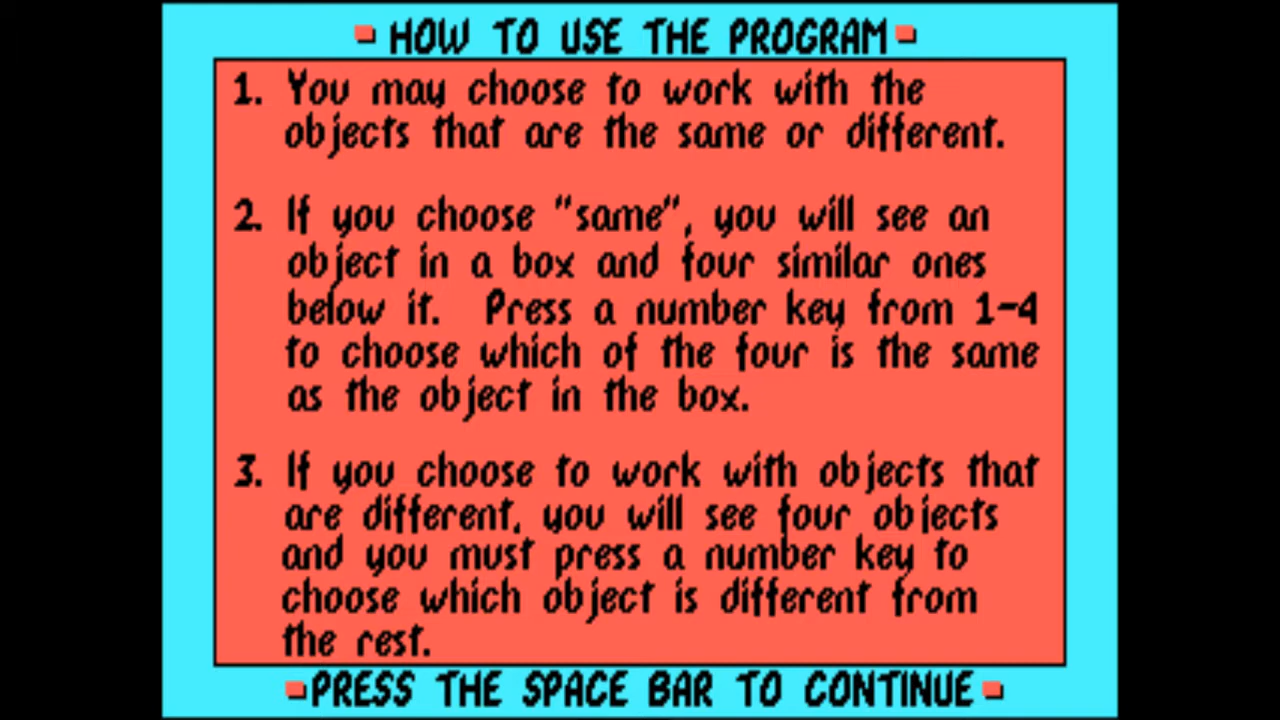 HOW TO USE THE PROGRAM
1. You may choose to work with the
objects that are the same or different.
2. If you choose "same", you will see an
object in a box and four similar ones
below it. Press a number key from 1-4
to choose which of the four is the same
as the object in the box.
3. If you choose to work with objects that
are different, you will see four objects
and you must press a number key to
choose which object is different from
the rest.
PRESS THE SPACE BAR TO CONTINUE